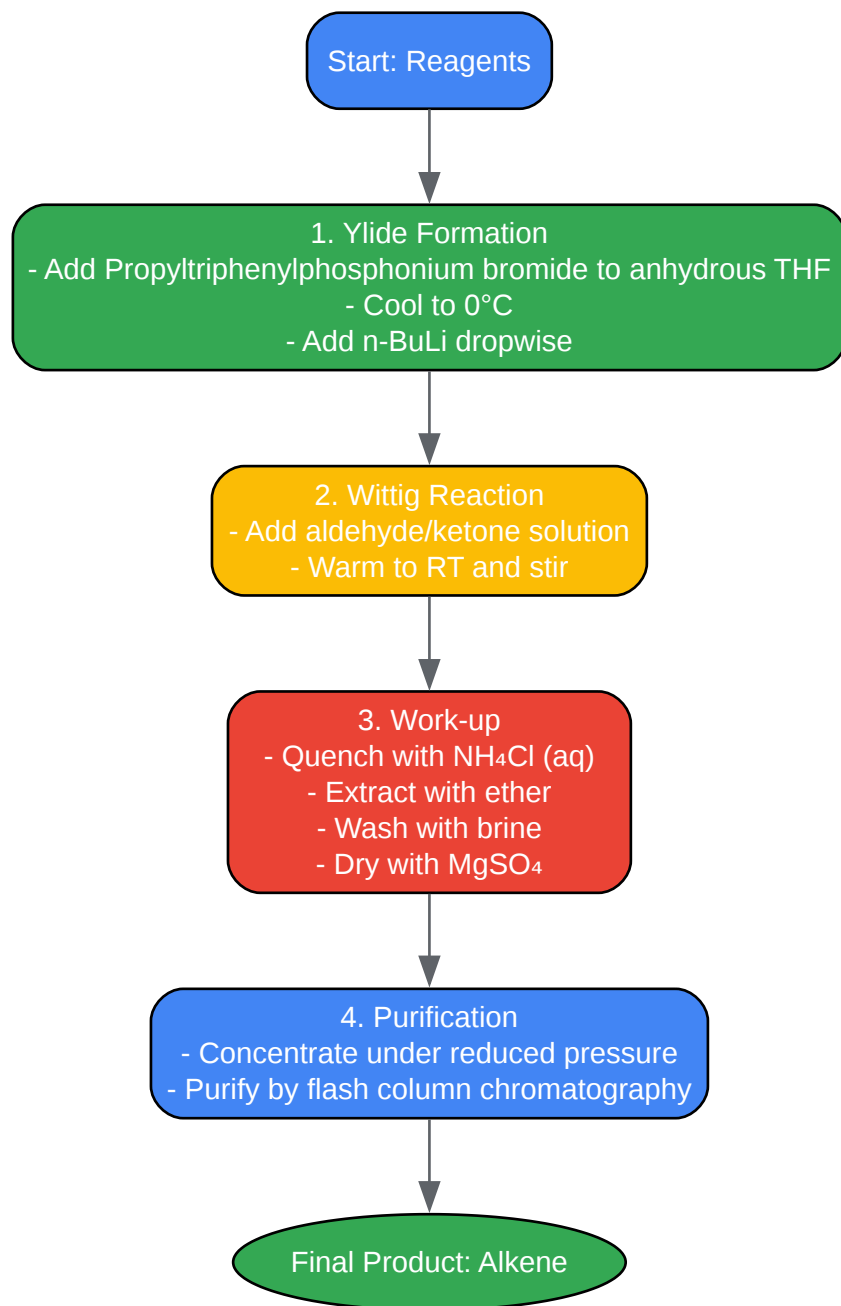 Start: Reagents
1. Ylide Formation
- Add Propyltriphenylphosphonium bromide to anhydrous THF
- Cool to 0°C
- Add n-BuLi dropwise
2. Wittig Reaction
- Add aldehyde/ketone solution
- Warm to RT and stir
3. Work-up
- Quench with NH₄Cl (aq)
- Extract with ether
- Wash with brine
- Dry with MgSO₄
4. Purification
- Concentrate under reduced pressure
- Purify by flash column chromatography
Final Product: Alkene